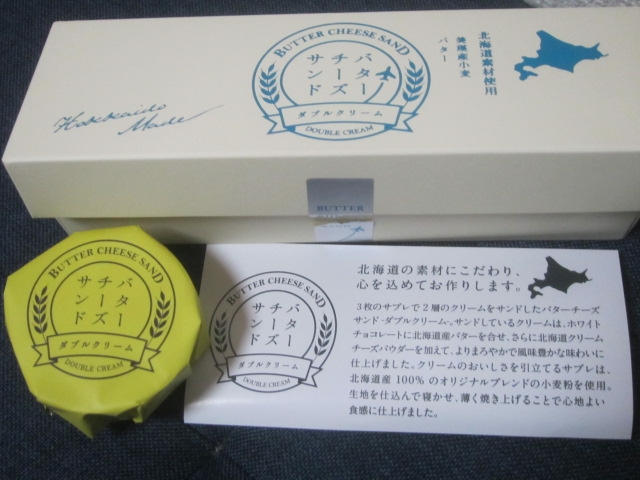 BUTTER CHEESE SAND
バター
チーズ
サンド
ダブルクリーム
DOUBLE CREAM
Hokkaido
Made
北海道素材使用
美瑛産小麦
バター
BUTTER
BUTTER CHEESE SAND
バター
チーズ
サンド
ダブルクリーム
DOUBLE CREAM
BUTTER CHEESE SAND
バター
チーズ
サンド
ダブルクリーム
DOUBLE CREAM
北海道の素材にこだわり、
心を込めてお作りします。
3枚のサブレで2層のクリームをサンドしたバターチーズ
サンド・ダブルクリーム。サンドしているクリームは、ホワイト
チョコレートに北海道産バターを合せ、さらに北海道クリーム
チーズパウダーを加えて、よりまろやかで風味豊かな味わいに
仕上げました。クリームのおいしさを引立てるサブレは、
北海道産100%のオリジナルブレンドの小麦粉を使用。
生地を仕込んで寝かせ、薄く焼き上げることで心地よい
食感に仕上げました。